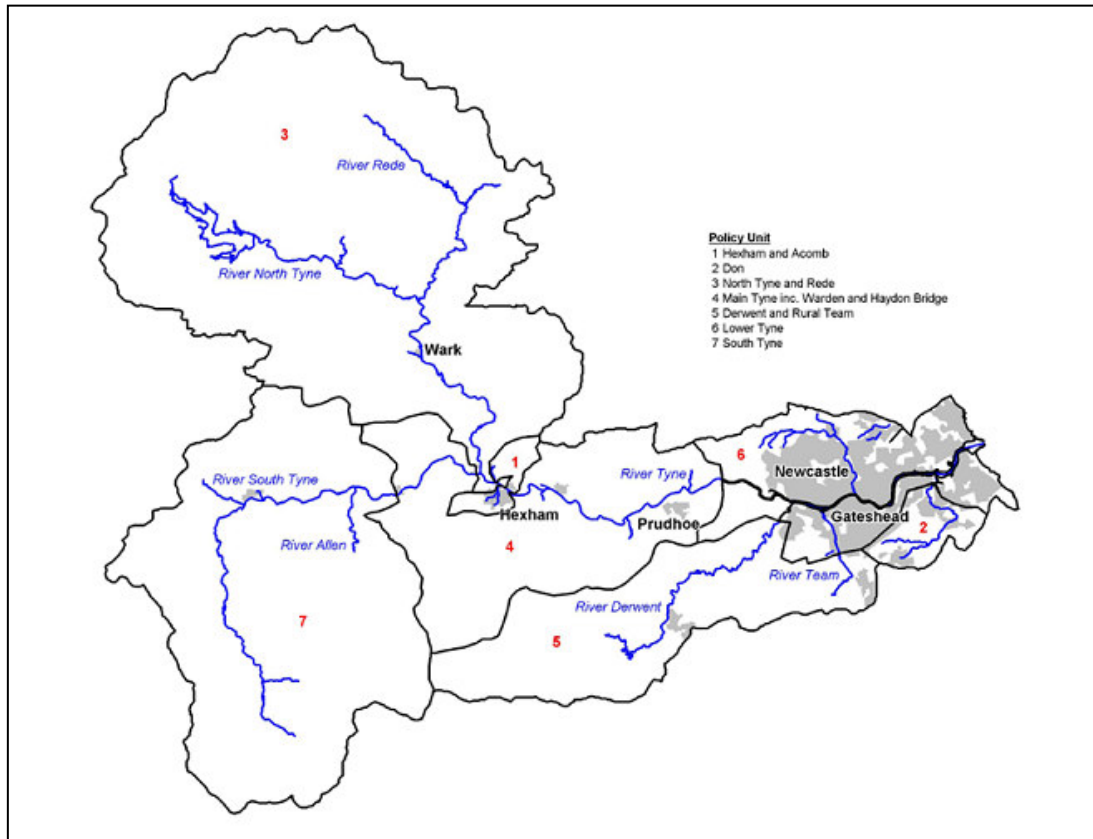 3
River Rede
River North Tyne
Policy Unit
1 Hexham and Acomb
2 Don
3 North Tyne and Rede
4 Main Tyne inc. Warden and Haydon Bridge
5 Derwent and Rural Team
6 Lower Tyne
7 South Tyne
Wark
6
1
River Tyne
Newcastle
River South Tyne
Hexham
Prudhoe
Gateshead
2
River Allen
4
River Team
River Derwent
7
5